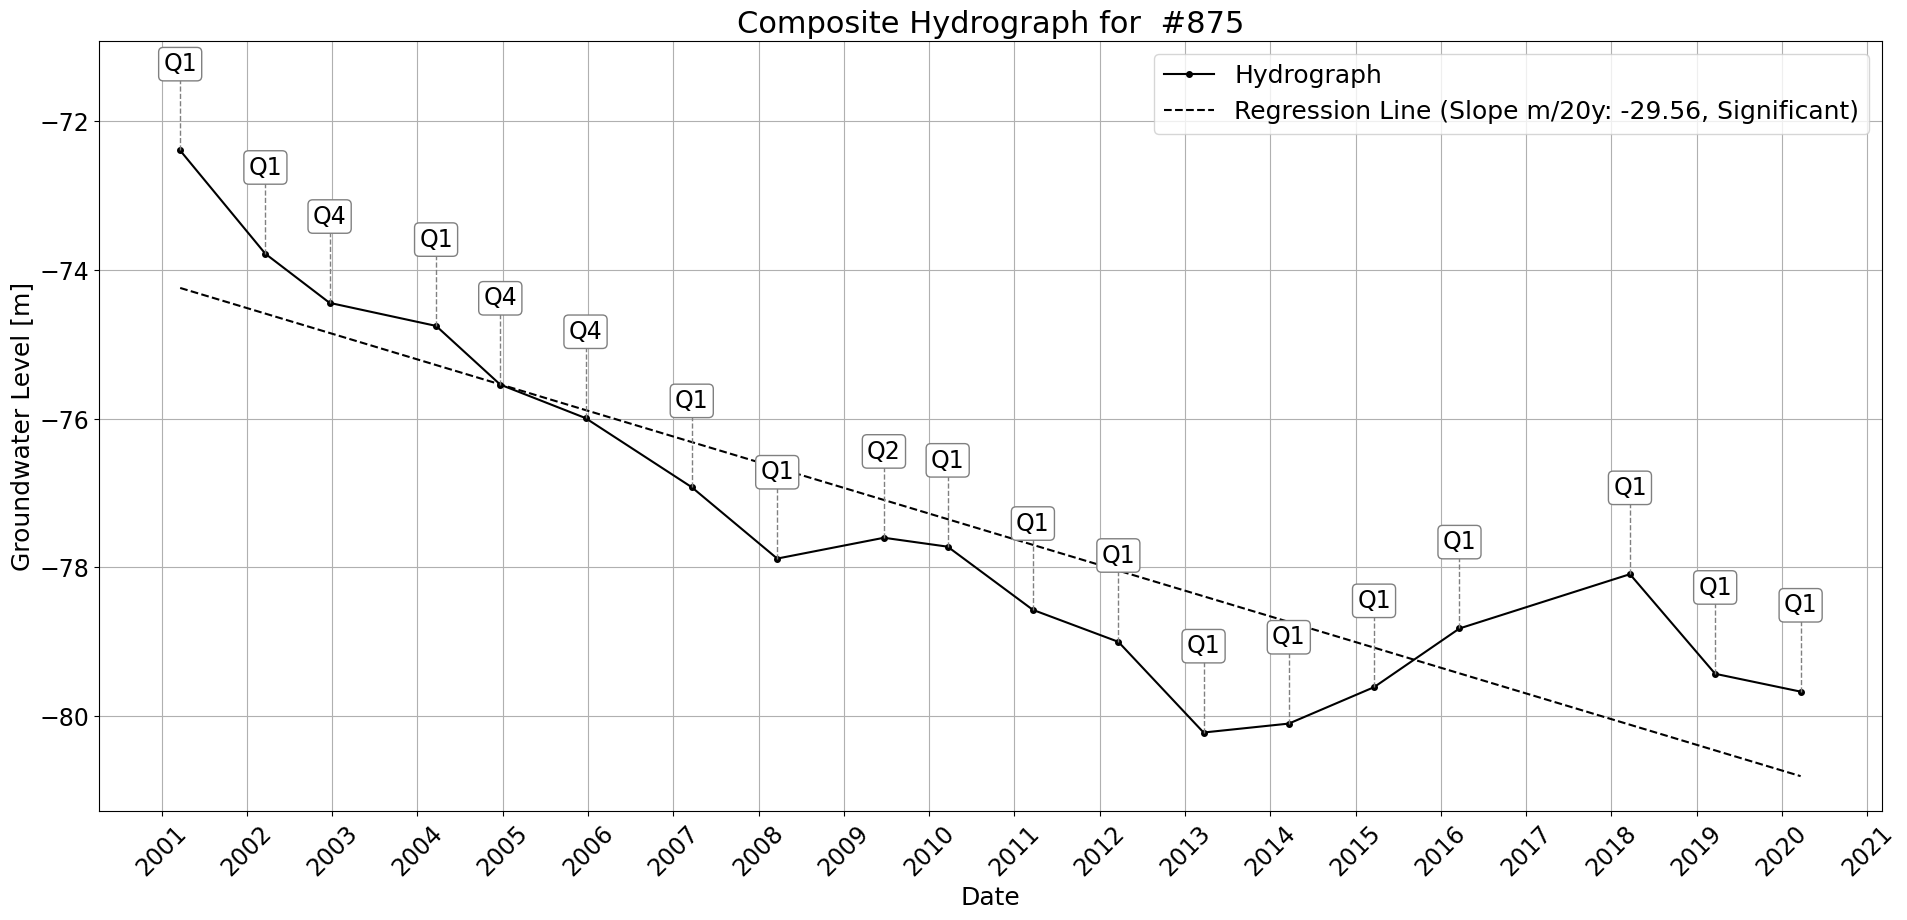 Composite Hydrograph for #875
Hydrograph
Regression Line (Slope m/20y: -29.56, Significant)
Groundwater Level [m]
−72
−74
−76
−78
−80
Q1
Q1
Q4
Q1
Q4
Q4
Q1
Q1
Q2
Q1
Q1
Q1
Q1
Q1
Q1
Q1
Q1
Q1
Q1
2001
2002
2003
2004
2005
2006
2007
2008
2009
2010
2011
2012
2013
2014
2015
2016
2017
2018
2019
2020
2021
Date